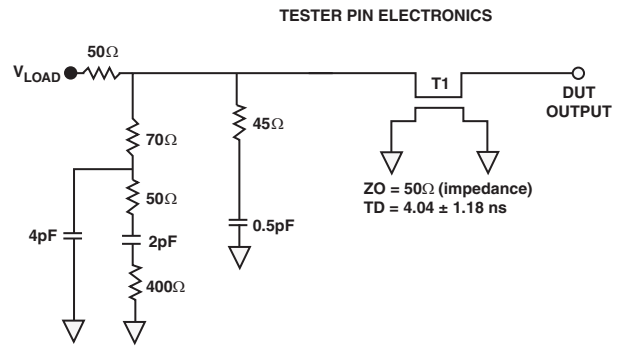 TESTER PIN ELECTRONICS
50Ω
VLOAD
T1
DUT
OUTPUT
70Ω
45Ω
50Ω
ZO = 50Ω (impedance)
TD = 4.04 ± 1.18 ns
4pF
2pF
0.5pF
400Ω